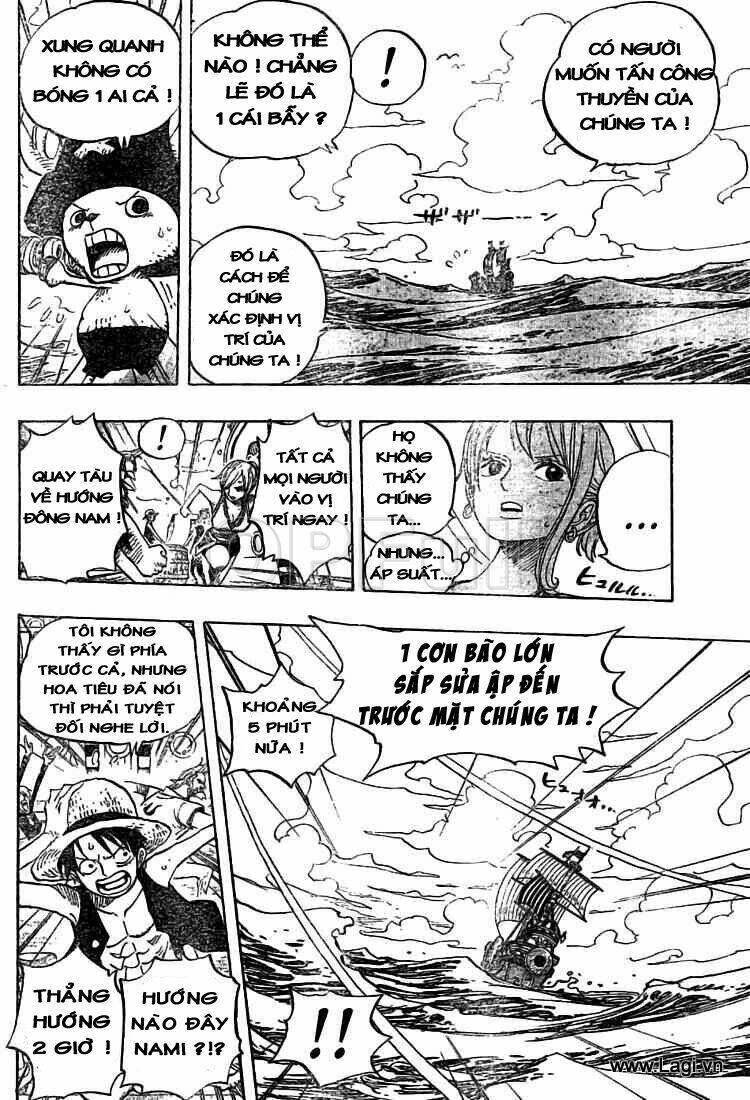 CÓ NGƯỜI
MUỐN TẤN CÔNG
THUYỀN CỦA
CHÚNG TA !
!
KHÔNG THỂ
NÀO ! CHẲNG
LẼ ĐÓ LÀ
1 CÁI BẪY ?
ĐÓ LÀ
CÁCH ĐỂ
CHÚNG
XÁC ĐỊNH VỊ
TRÍ CỦA
CHÚNG TA !
XUNG QUANH
KHÔNG CÓ
BÓNG 1 AI CẢ !
...
HỌ
KHÔNG
THẤY
CHÚNG
TA...
NHƯNG...
ÁP SUẤT...
ヒュルルル...
TẤT CẢ
MỌI NGƯỜI
VÀO VỊ
TRÍ NGAY !
!
QUAY TÀU
VỀ HƯỚNG
ĐÔNG NAM !
1 CƠN BÃO LỚN
SẮP SỬA ẬP ĐẾN
TRƯỚC MẶT CHÚNG TA !
KHOẢNG
5 PHÚT
NỮA !
!!
TÔI KHÔNG
THẤY GÌ PHÍA
TRƯỚC CẢ, NHƯNG
HOA TIÊU ĐÃ NÓI
THÌ PHẢI TUYỆT
ĐỐI NGHE LỜI.
HƯỚNG
NÀO ĐÂY
NAMI ?!?
THẲNG
HƯỚNG
2 GIỜ !
www.Lagi.vn